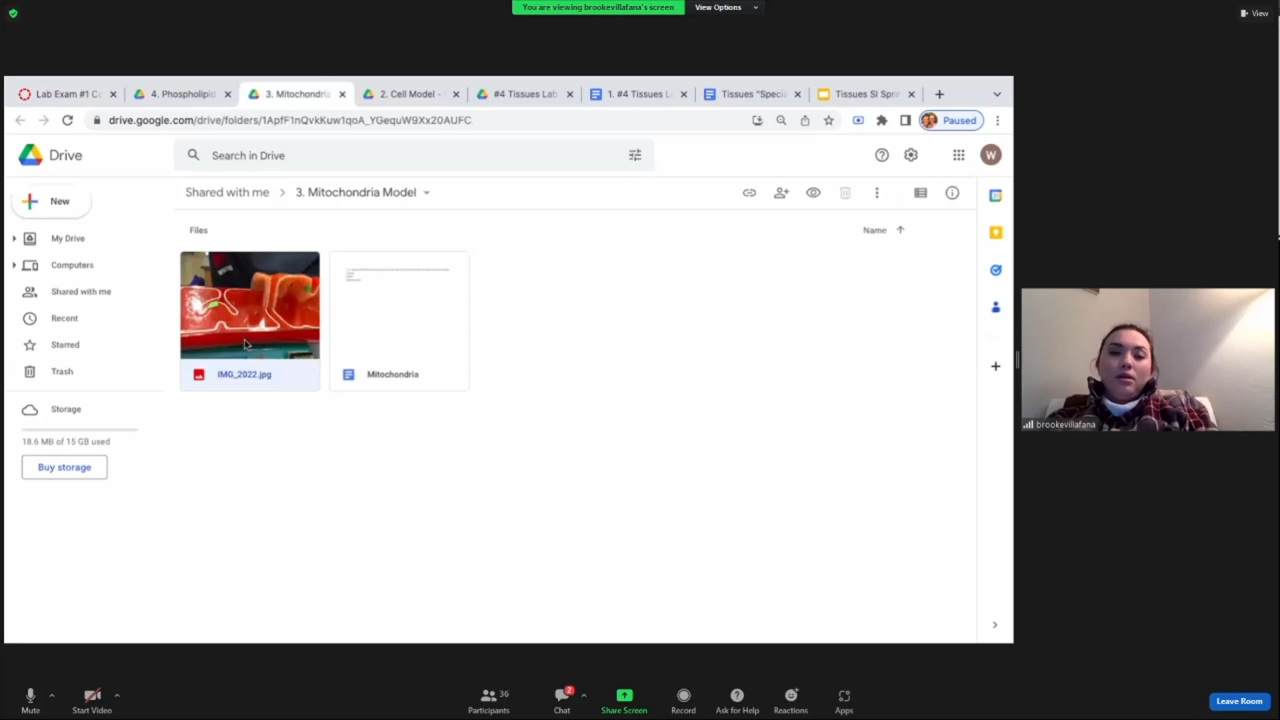 You are viewing brookevillafana's screen
View Options
View
Lab Exam #1 Co
4. Phospholipid
3. Mitochondria
2. Cell Model -
#4 Tissues Lab
1. #4 Tissues L
Tissues "Specia
Tissues SI Spri
drive.google.com/drive/folders/1ApfF1nQvkKuw1qoA_YGequW9Xx20AUFC
Paused
Drive
Search in Drive
W
New
Shared with me > 3. Mitochondria Model
My Drive
Computers
Shared with me
Recent
Starred
Trash
Storage
18.6 MB of 15 GB used
Buy storage
Files
Name
IMG_2022.jpg
Mitochondria
brookevillafana
Mute
Start Video
36
Participants
2
Chat
Share Screen
Record
Ask for Help
Reactions
Apps
Leave Room